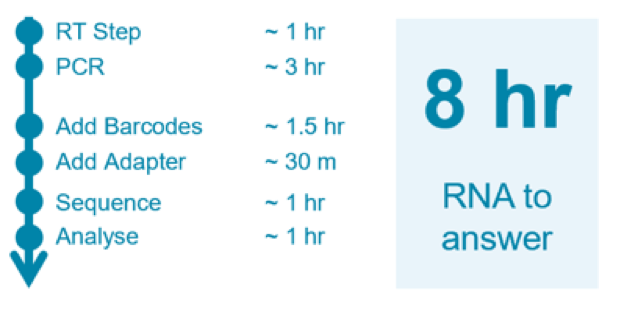 RT Step ~ 1 hr
PCR ~ 3 hr
Add Barcodes ~ 1.5 hr
Add Adapter ~ 30 m
Sequence ~ 1 hr
Analyse ~ 1 hr
8 hr
RNA to
answer